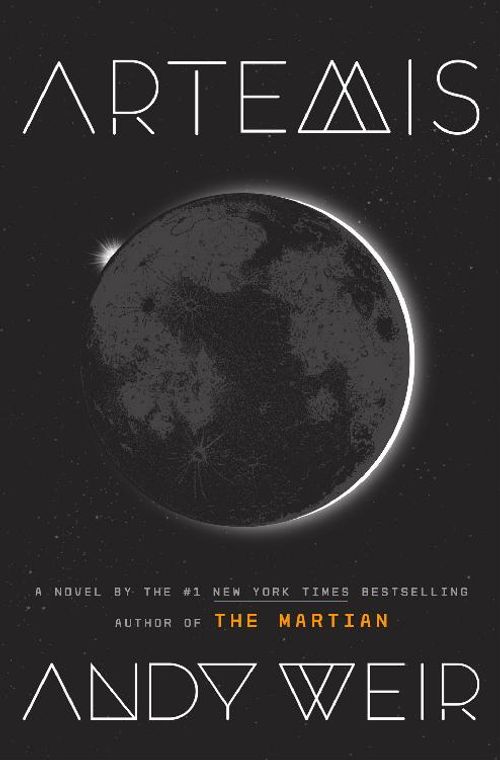 ARTEMIS
A NOVEL BY THE #1 NEW YORK TIMES BESTSELLING
AUTHOR OF THE MARTIAN
ANDY WEIR